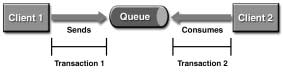 Client 1
Queue
Client 2
Sends
Consumes
Transaction 1
Transaction 2